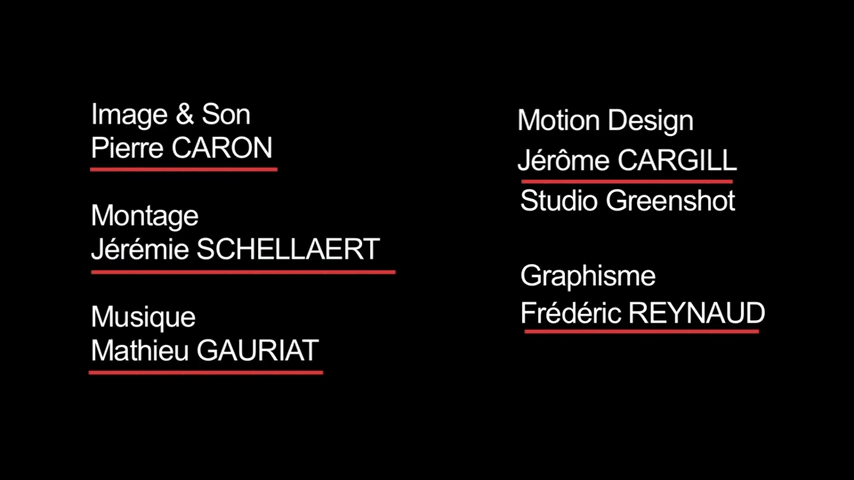 Image & Son
Pierre CARON
Montage
Jérémie SCHELLAERT
Musique
Mathieu GAURIAT
Motion Design
Jérôme CARGILL
Studio Greenshot
Graphisme
Frédéric REYNAUD